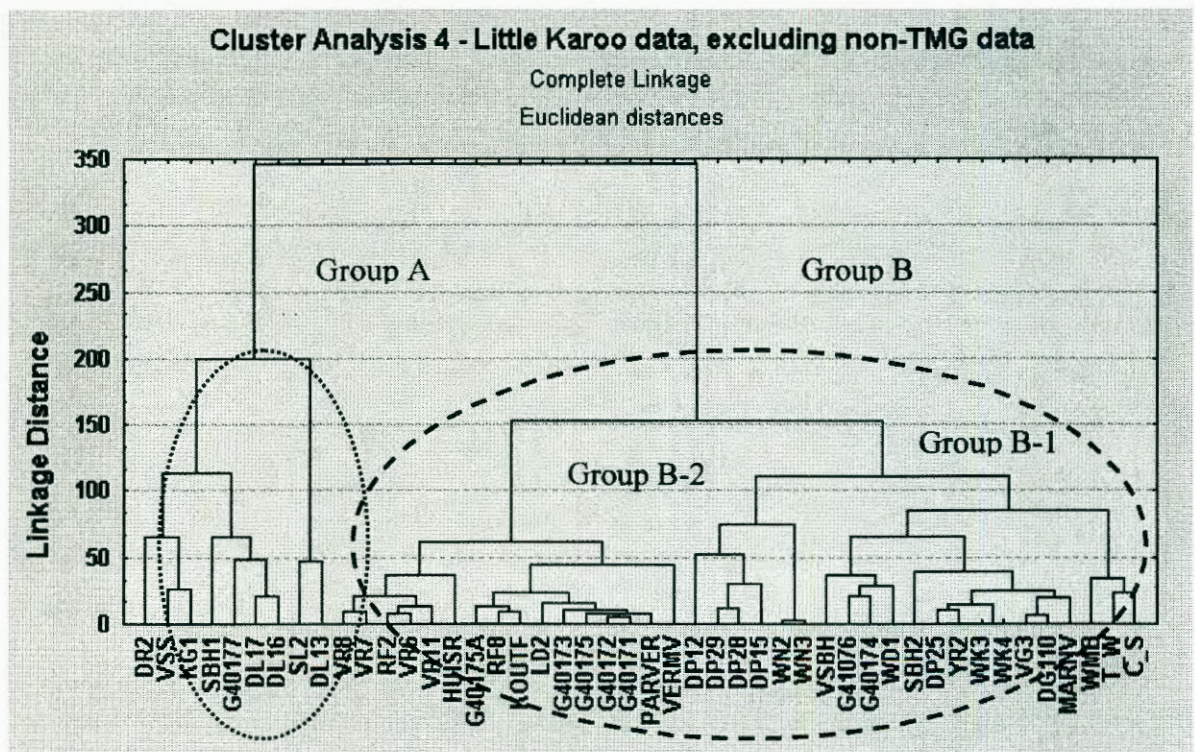 Cluster Analysis 4 - Little Karoo data, excluding non-TMG data
Complete Linkage
Euclidean distances
350
300
250
200
150
100
50
0
Linkage Distance
Group A
Group B
Group B-1
Group B-2
DR2
VSS
KG1
SBH1
G40177
DL17
DL16
SL2
DL13
VR8
VR7
RF2
VR6
VR11
HUISR
G40175A
RF8
KOUTF
LD2
G40173
G40175
G40172
G40171
PARVER
VERMV
DP12
DP29
DP28
DP15
WN2
WN3
VSBH
G41076
G40174
WD1
SBH2
DP25
YR2
WK3
WK4
VG3
DG110
MARNV
WMB
T_W
C_S